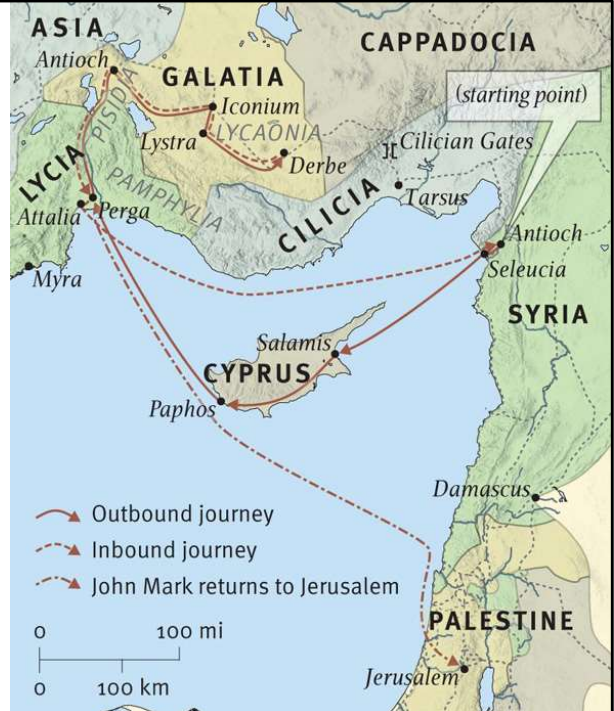 ASIA
CAPPADOCIA
Antioch
GALATIA
PISIDIA
Iconium
(starting point)
Lystra
LYCAONIA
Cilician Gates
Derbe
LYCIA
PAMPHYLIA
CILICIA
Tarsus
Attalia
Perga
Antioch
Seleucia
Myra
SYRIA
Salamis
CYPRUS
Paphos
Damascus
Outbound journey
Inbound journey
John Mark returns to Jerusalem
PALESTINE
0 100 mi
0 100 km
Jerusalem